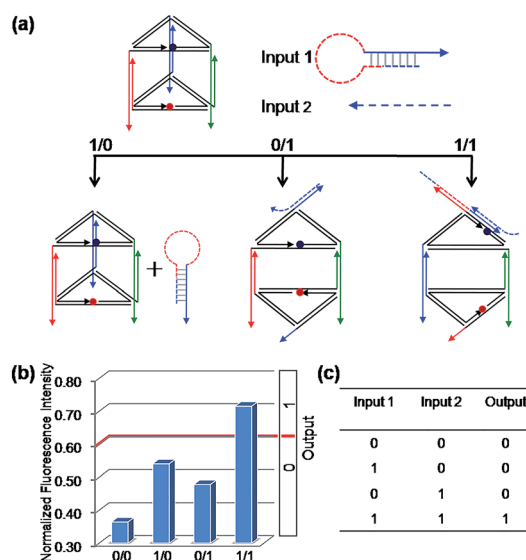 (a)
Input 1
Input 2
1/0
0/1
1/1
+
(b)
Normalized Fluorescence Intensity
0.80
0.70
0.60
0.50
0.40
0.30
0/0
1/0
0/1
1/1
1
0
Output
(c)
Input 1 Input 2 Output
0 0 0
1 0 0
0 1 0
1 1 1